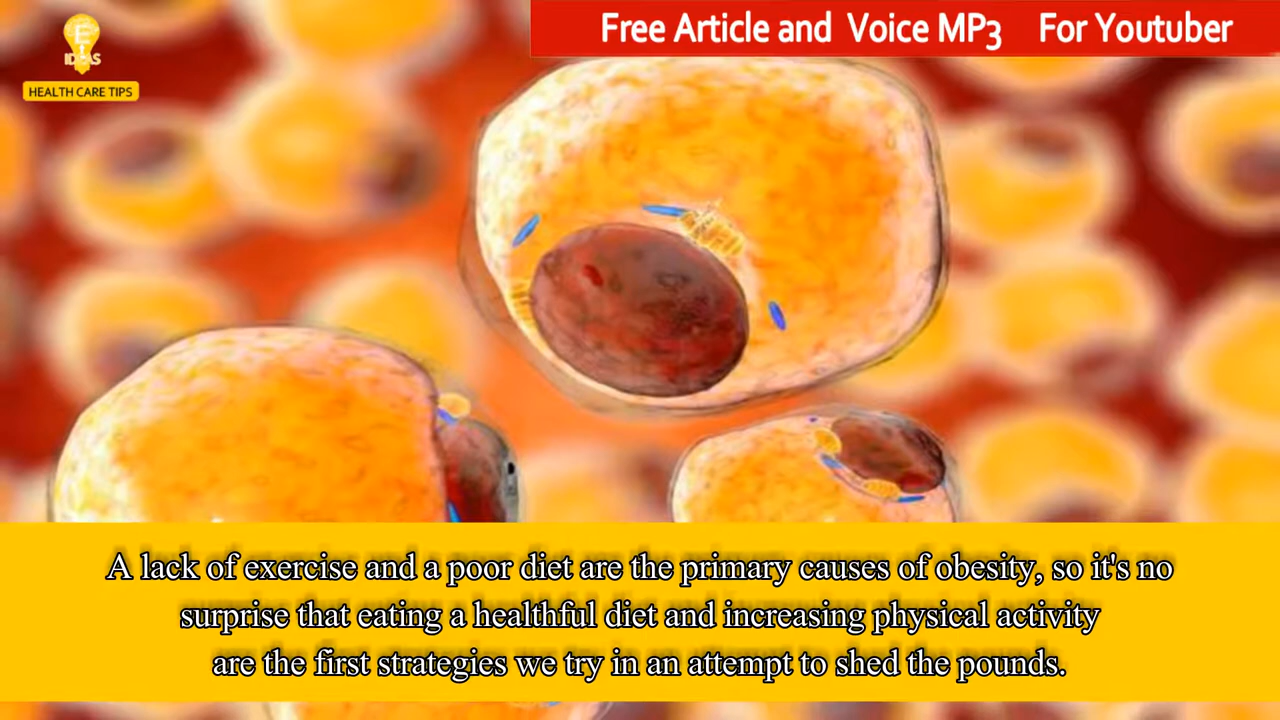 Free Article and Voice MP3 For Youtuber
E
IDEAS
HEALTH CARE TIPS
A lack of exercise and a poor diet are the primary causes of obesity, so it's no
surprise that eating a healthful diet and increasing physical activity
are the first strategies we try in an attempt to shed the pounds.